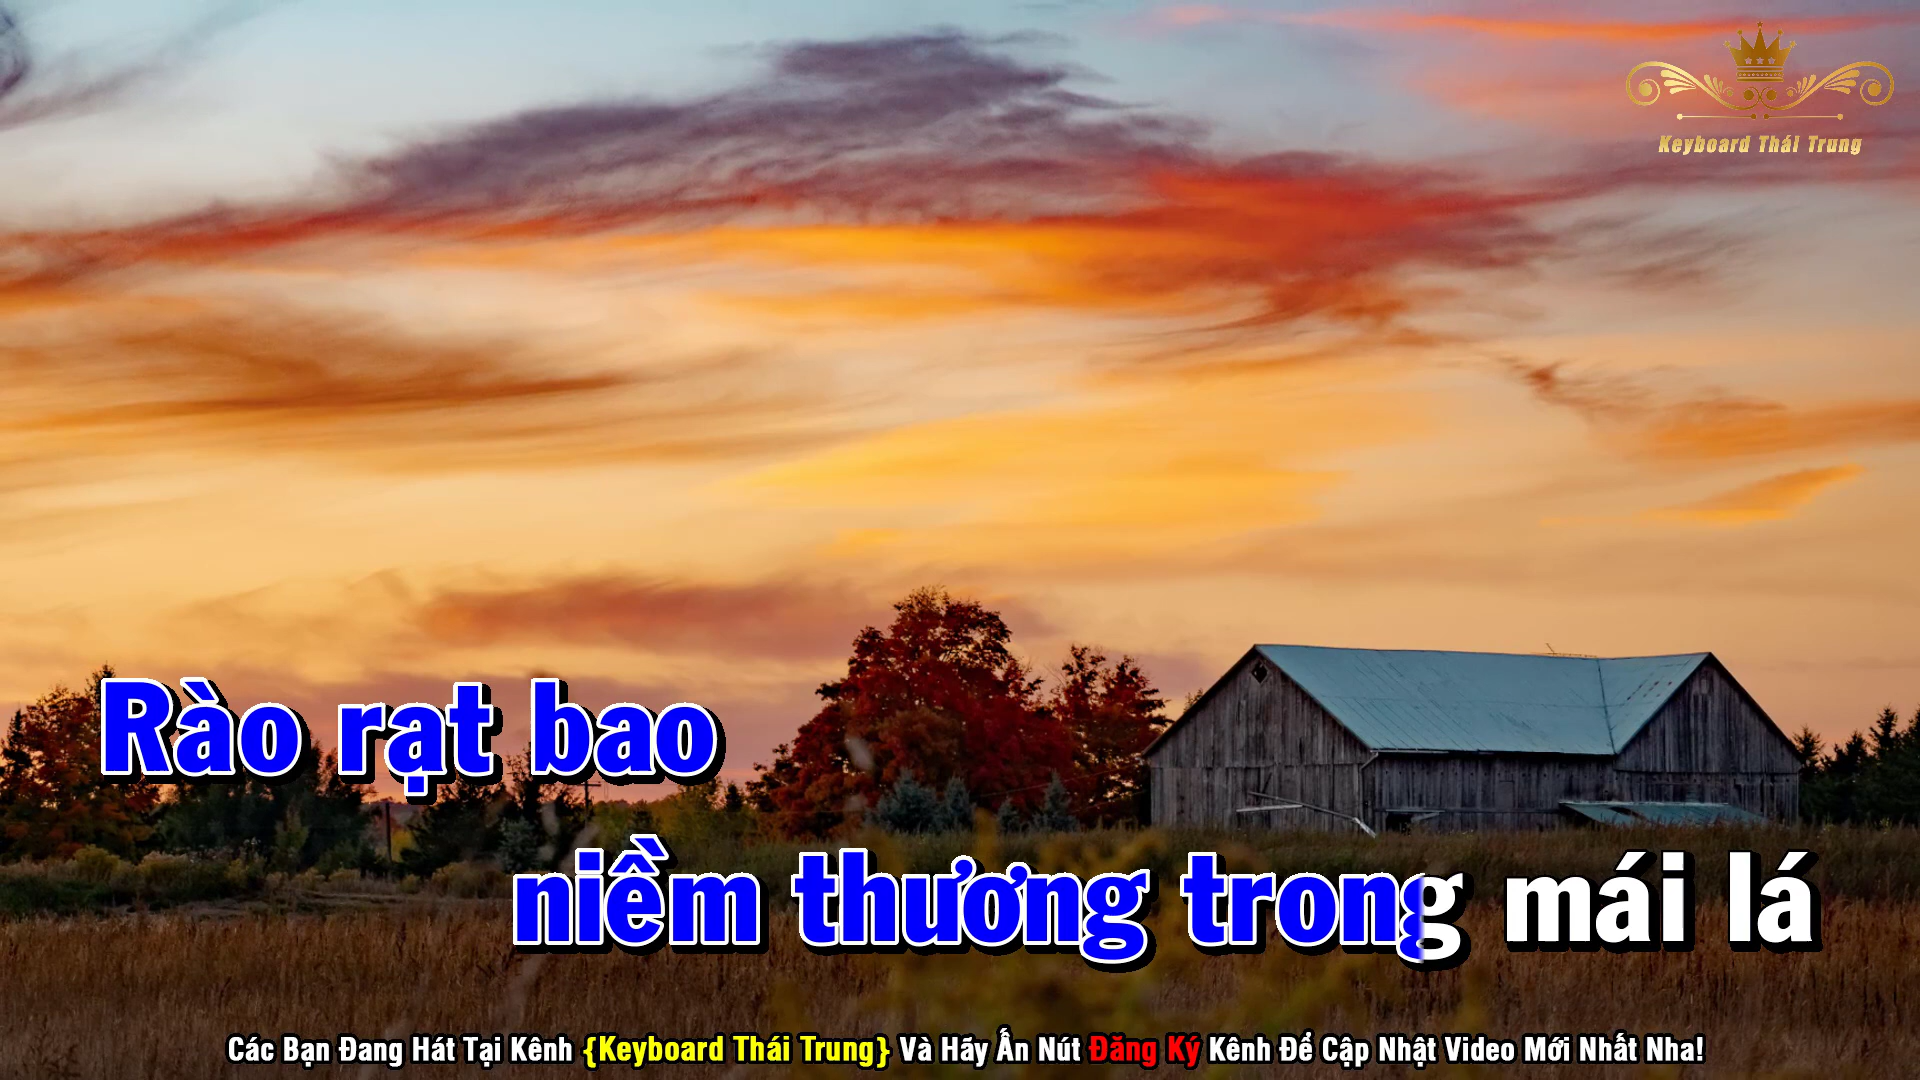 Keyboard Thái Trung
Rào rạt bao
niềm thương trong mái lá
Các Bạn Đang Hát Tại Kênh {Keyboard Thái Trung} Và Hãy Ấn Nút Đăng Ký Kênh Để Cập Nhật Video Mới Nhất Nha!